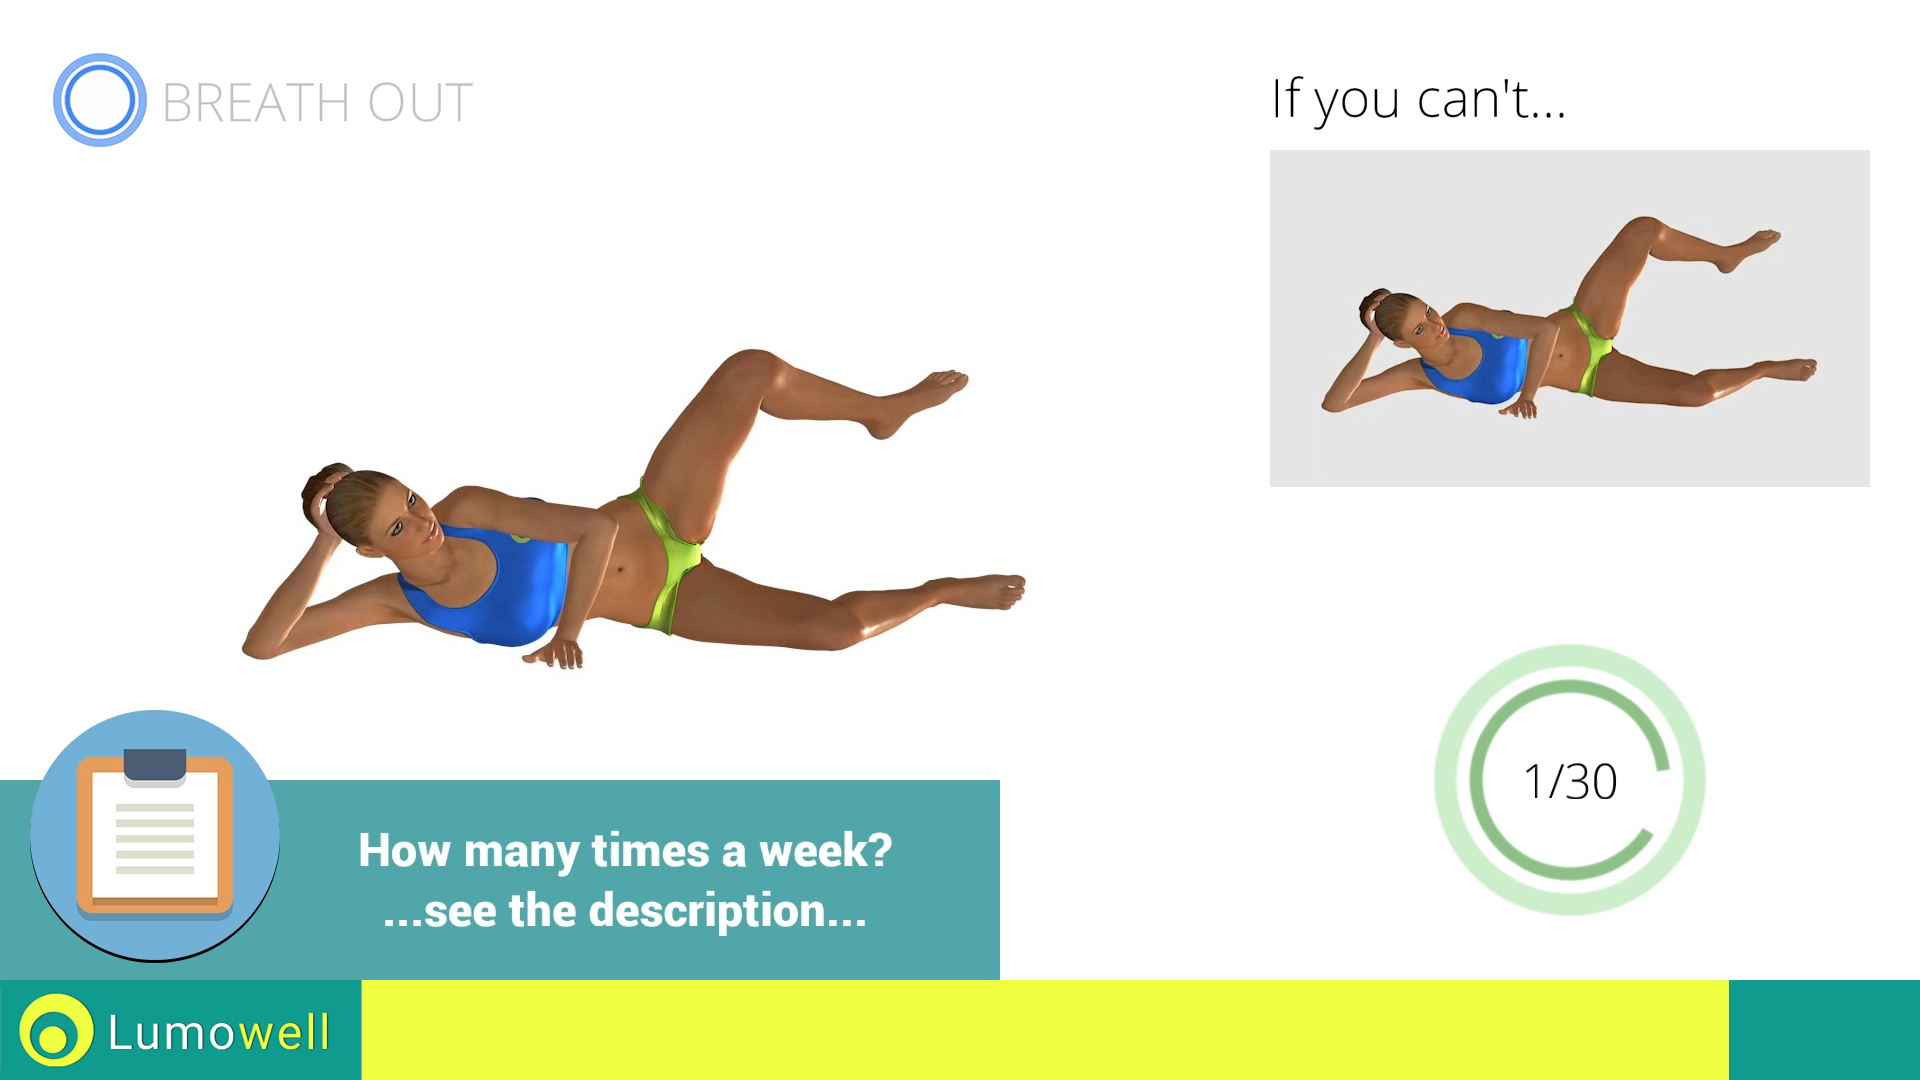 BREATH OUT
If you can't...
1/30
How many times a week?
...see the description...
Lumowell